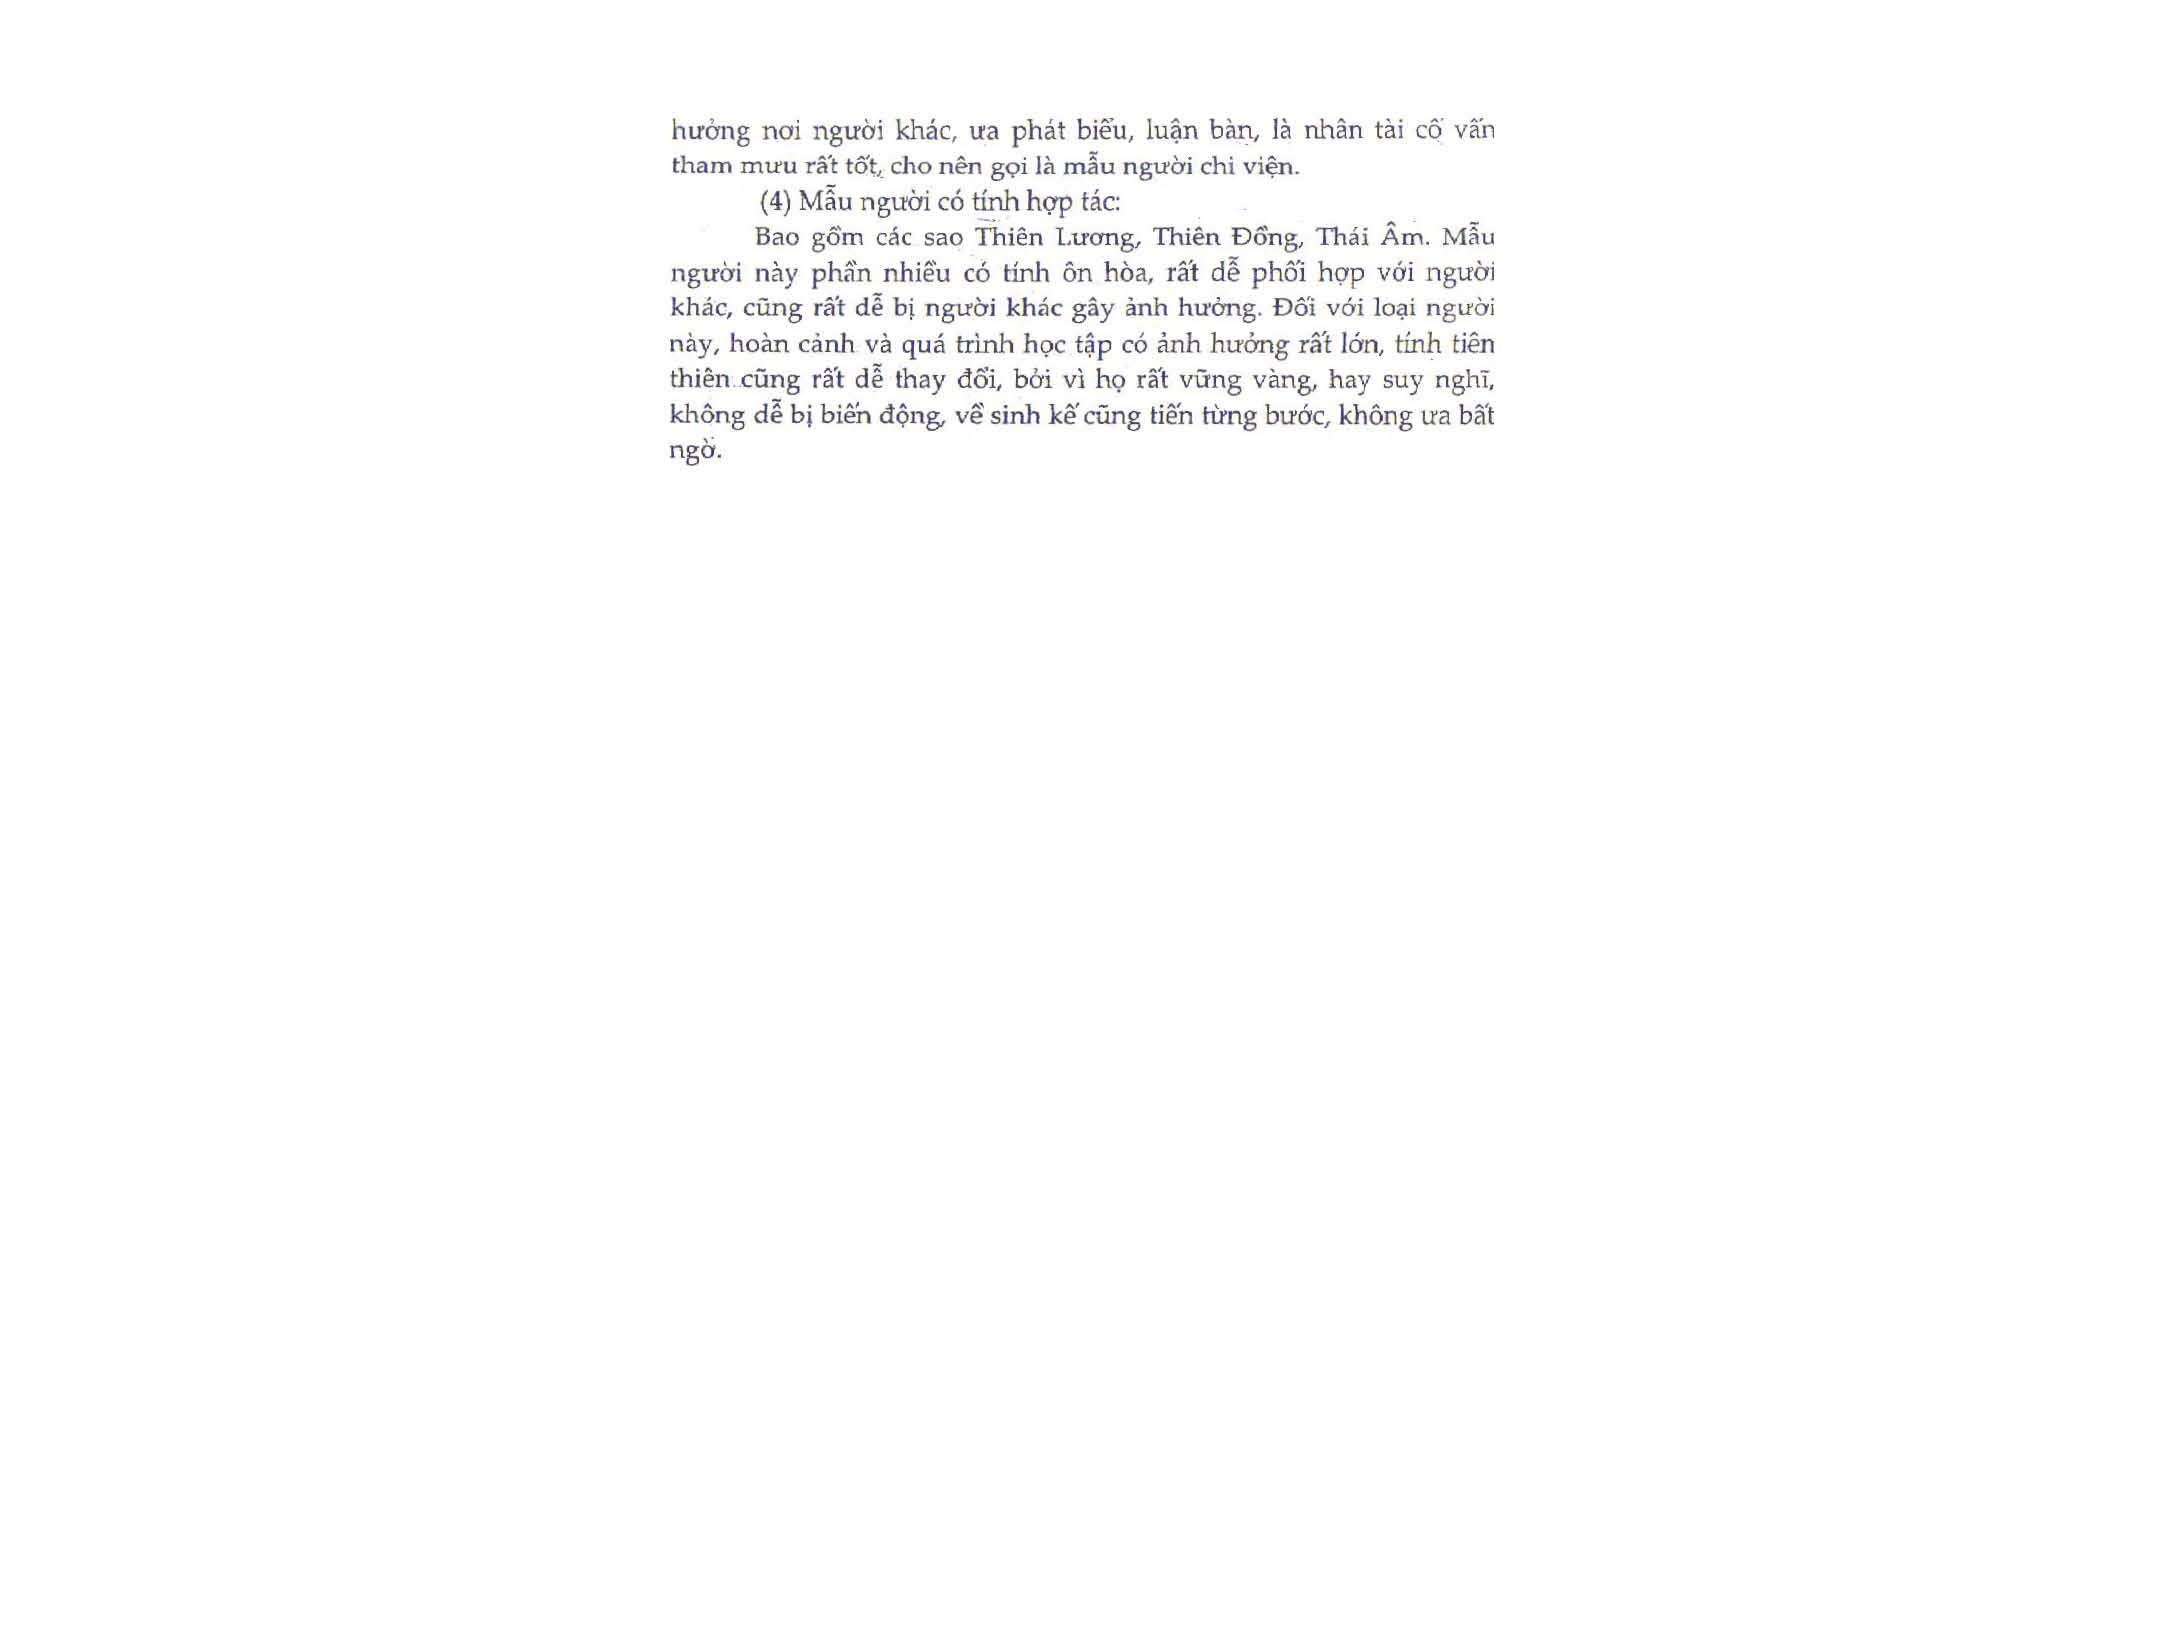 hưởng nơi người khác, ưa phát biểu, luận bàn, là nhân tài cố vấn
tham mưu rất tốt, cho nên gọi là mẫu người chi viện.
(4) Mẫu người có tính hợp tác:
Bao gồm các sao Thiên Lương, Thiên Đồng, Thái Âm. Mẫu
người này phần nhiều có tính ôn hòa, rất dễ phối hợp với người
khác, cũng rất dễ bị người khác gây ảnh hưởng. Đối với loại người
này, hoàn cảnh và quá trình học tập có ảnh hưởng rất lớn, tính tiên
thiên cũng rất dễ thay đổi, bởi vì họ rất vững vàng, hay suy nghĩ,
không dễ bị biến động, về sinh kế cũng tiến từng bước, không ưa bất
ngờ.